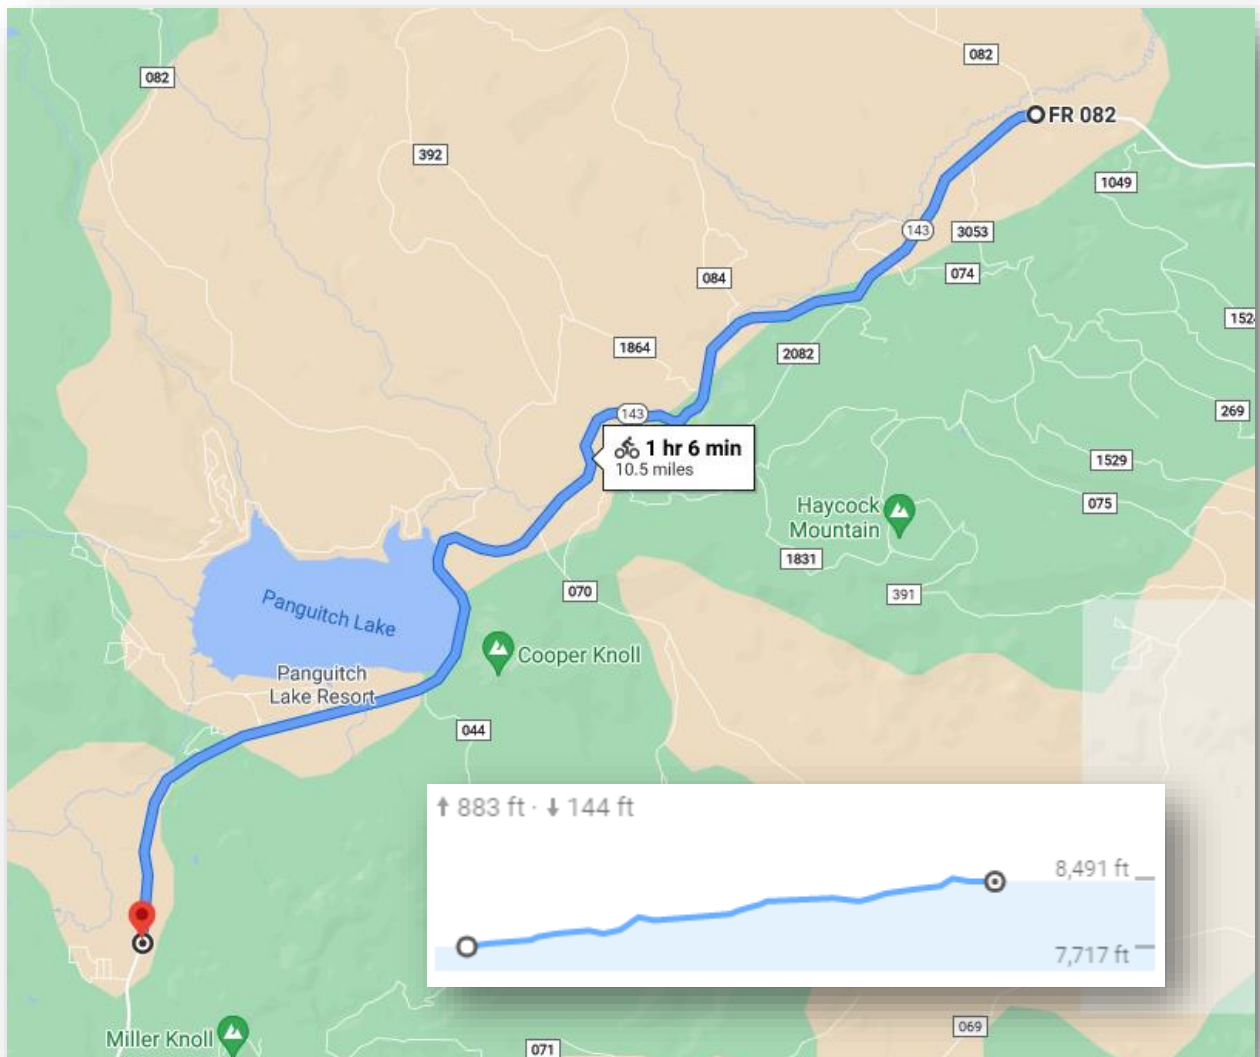 082
082
FR 082
392
1049
143
3053
074
084
152
1864
2082
143
269
1 hr 6 min
10.5 miles
1529
075
Haycock
Mountain
1831
070
391
Panguitch Lake
Cooper Knoll
Panguitch
Lake Resort
044
883 ft · 144 ft
8,491 ft
7,717 ft
Miller Knoll
069
071